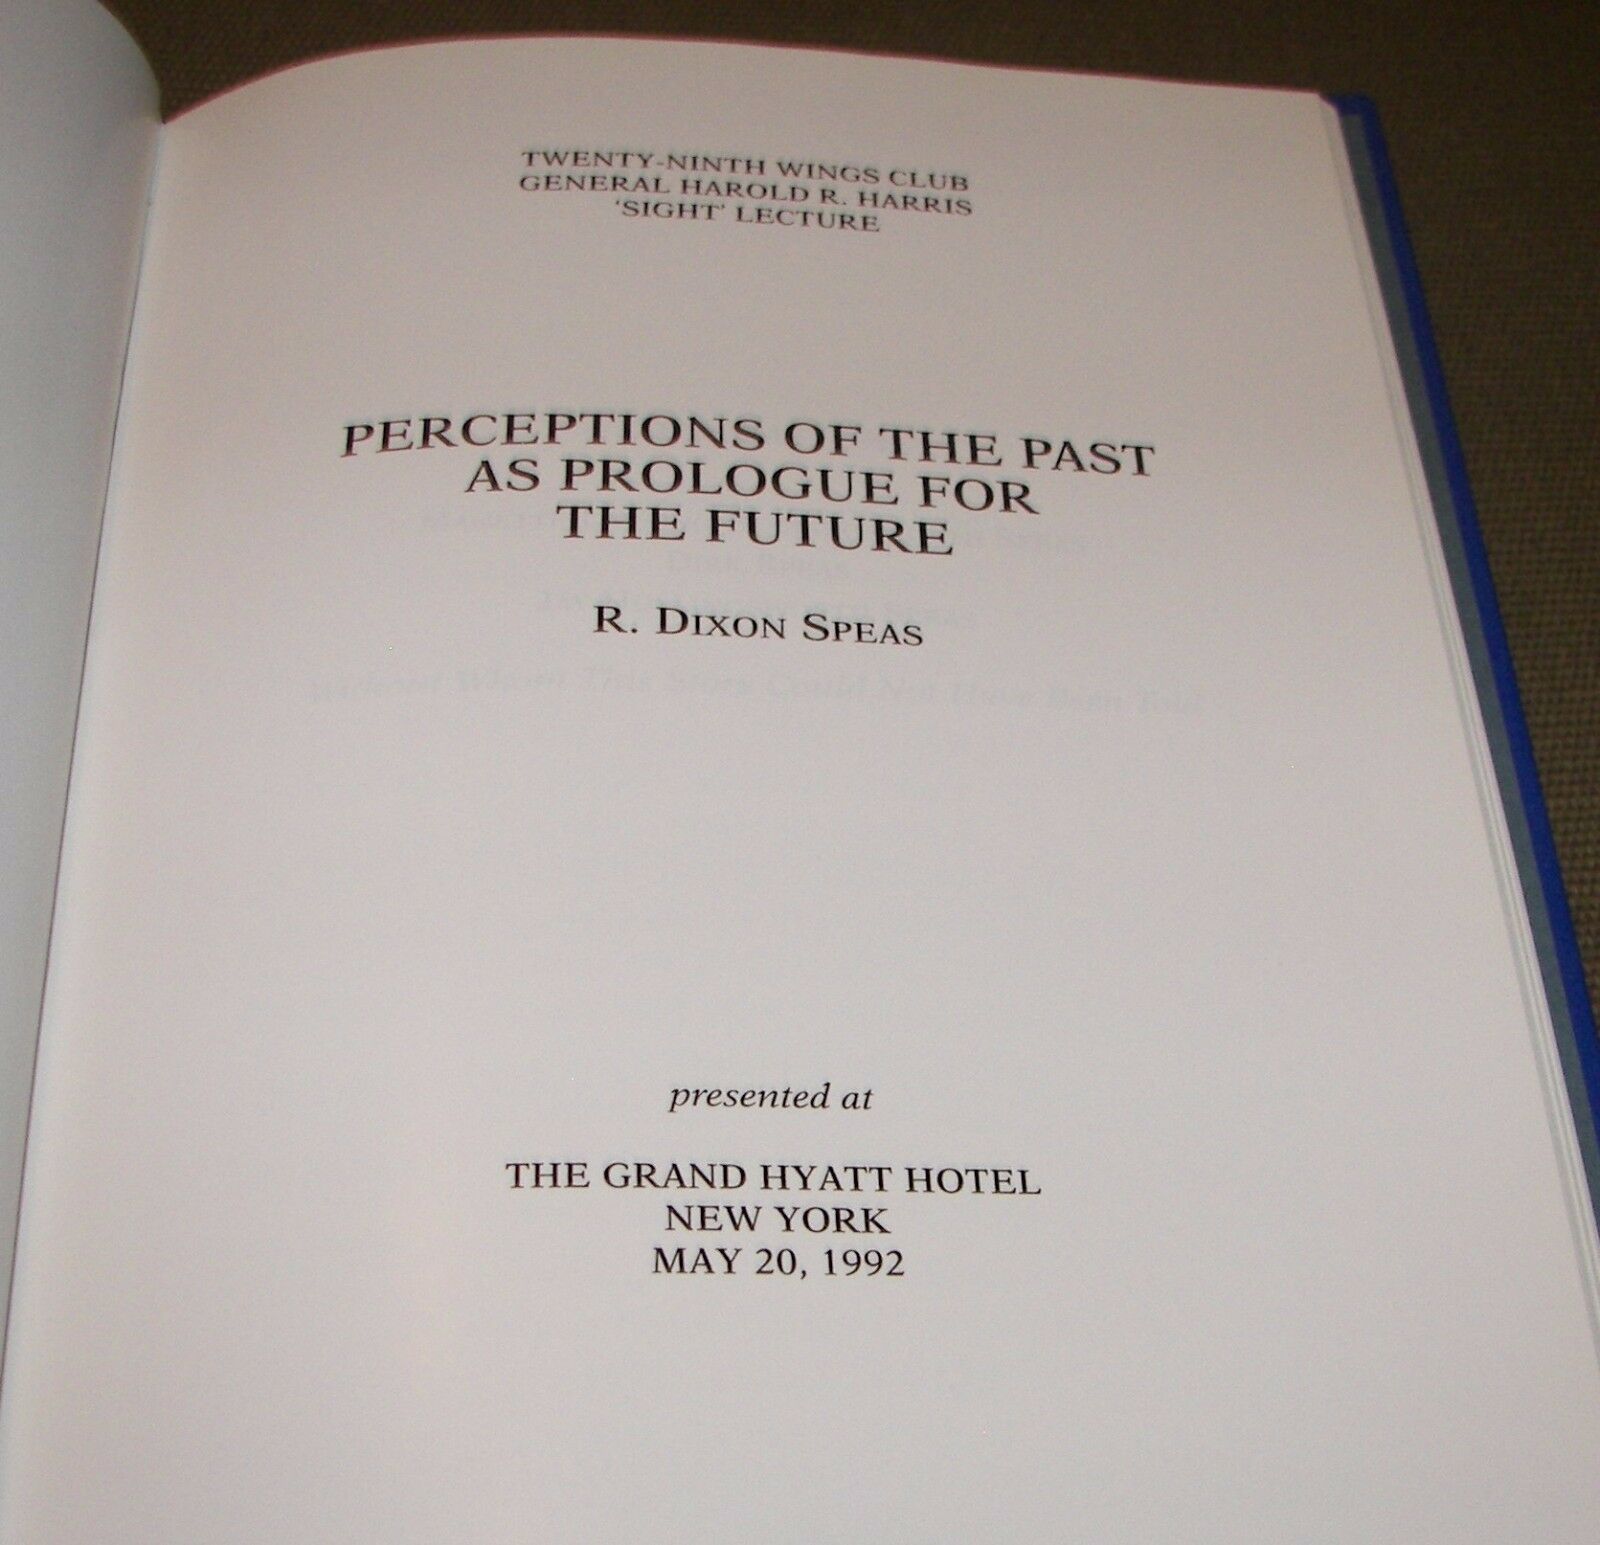 TWENTY-NINTH WINGS CLUB
GENERAL HAROLD R. HARRIS
'SIGHT' LECTURE
PERCEPTIONS OF THE PAST
AS PROLOGUE FOR
THE FUTURE
R. DIXON SPEAS
presented at
THE GRAND HYATT HOTEL
NEW YORK
MAY 20, 1992